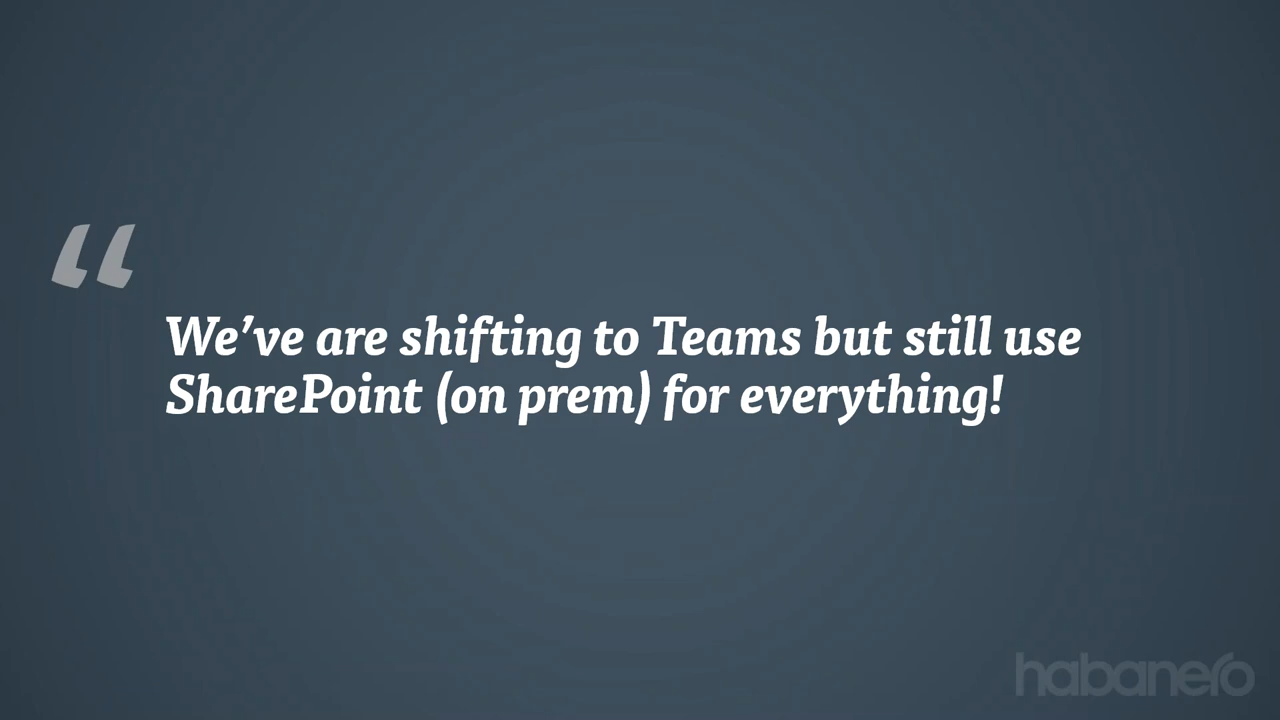 “
We’ve are shifting to Teams but still use
SharePoint (on prem) for everything!
habanero